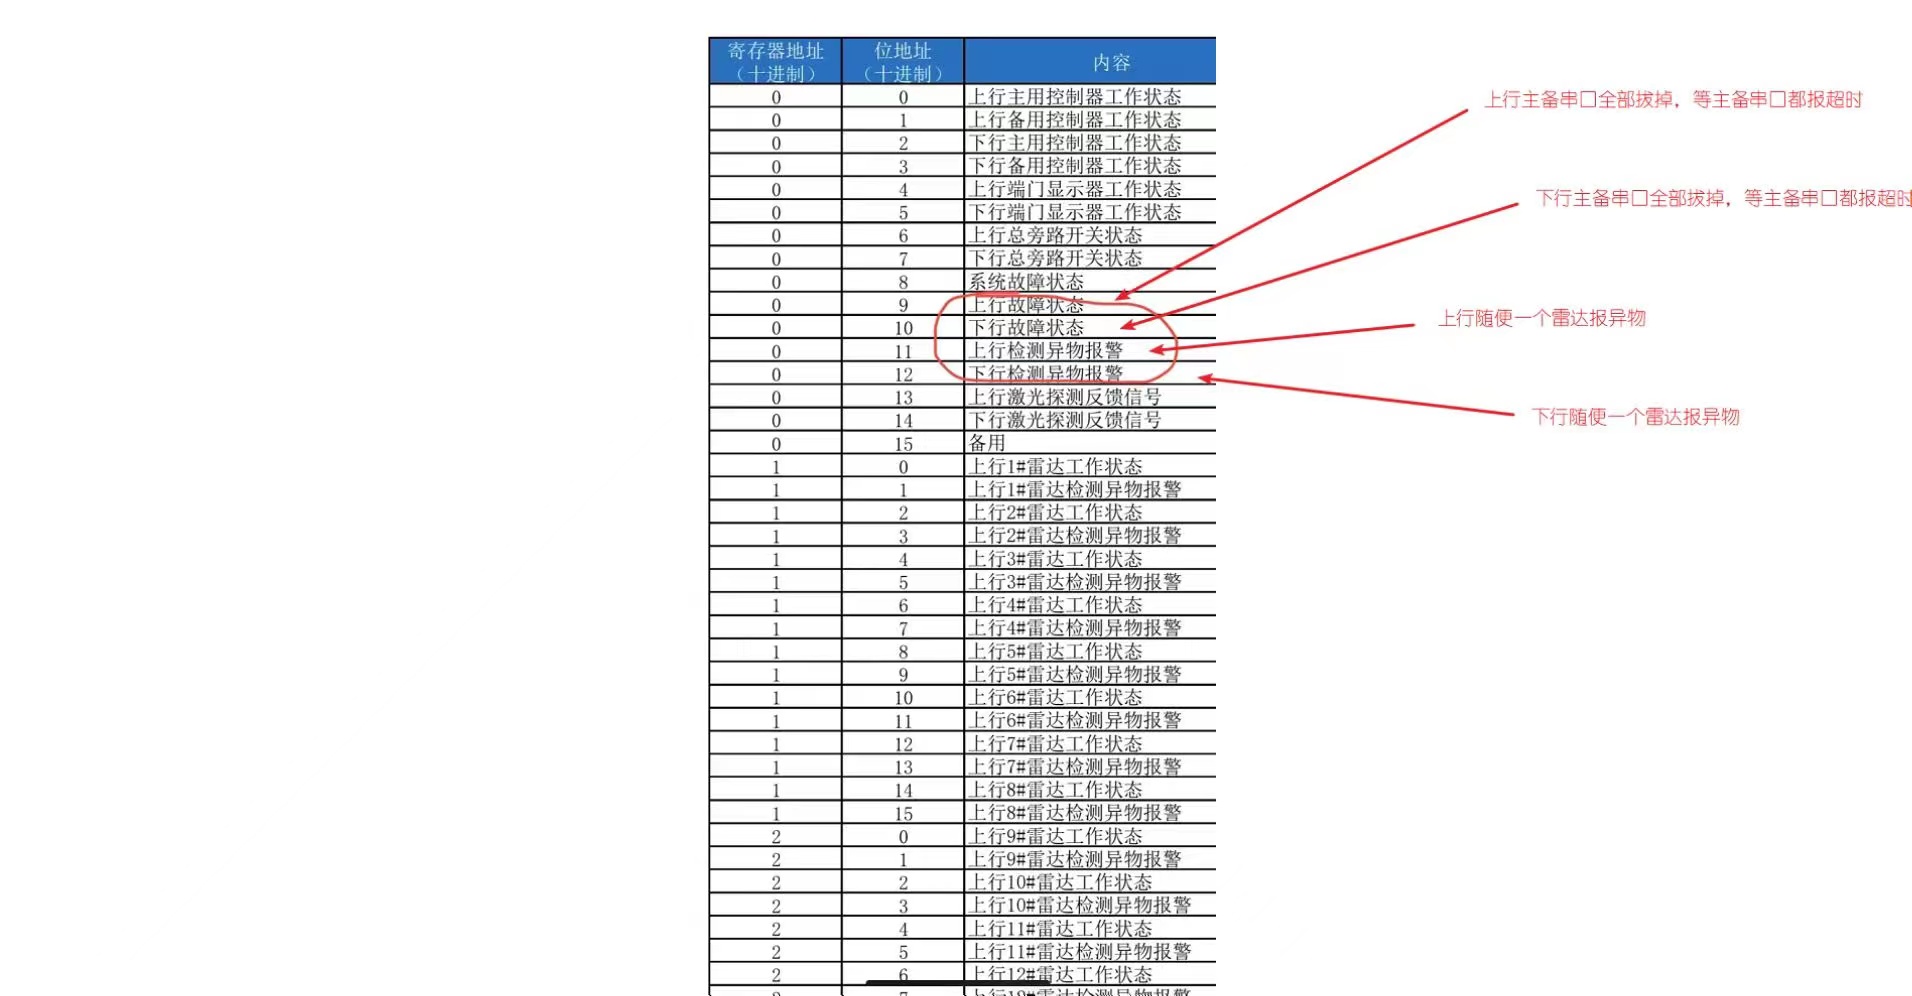 寄存器地址 位地址 内容
（十进制） （十进制）
0 0 上行主用控制器工作状态
0 1 上行备用控制器工作状态
0 2 下行主用控制器工作状态
0 3 下行备用控制器工作状态
0 4 上行端门显示器工作状态
0 5 下行端门显示器工作状态
0 6 上行总旁路开关状态
0 7 下行总旁路开关状态
0 8 系统故障状态
0 9 上行故障状态
0 10 下行故障状态
0 11 上行检测异物报警
0 12 下行检测异物报警
0 13 上行激光探测反馈信号
0 14 下行激光探测反馈信号
0 15 备用
1 0 上行1#雷达工作状态
1 1 上行1#雷达检测异物报警
1 2 上行2#雷达工作状态
1 3 上行2#雷达检测异物报警
1 4 上行3#雷达工作状态
1 5 上行3#雷达检测异物报警
1 6 上行4#雷达工作状态
1 7 上行4#雷达检测异物报警
1 8 上行5#雷达工作状态
1 9 上行5#雷达检测异物报警
1 10 上行6#雷达工作状态
1 11 上行6#雷达检测异物报警
1 12 上行7#雷达工作状态
1 13 上行7#雷达检测异物报警
1 14 上行8#雷达工作状态
1 15 上行8#雷达检测异物报警
2 0 上行9#雷达工作状态
2 1 上行9#雷达检测异物报警
2 2 上行10#雷达工作状态
2 3 上行10#雷达检测异物报警
2 4 上行11#雷达工作状态
2 5 上行11#雷达检测异物报警
2 6 上行12#雷达工作状态
上行主备串口全部拔掉，等主备串口都报超时
下行主备串口全部拔掉，等主备串口都报超时
上行随便一个雷达报异物
下行随便一个雷达报异物